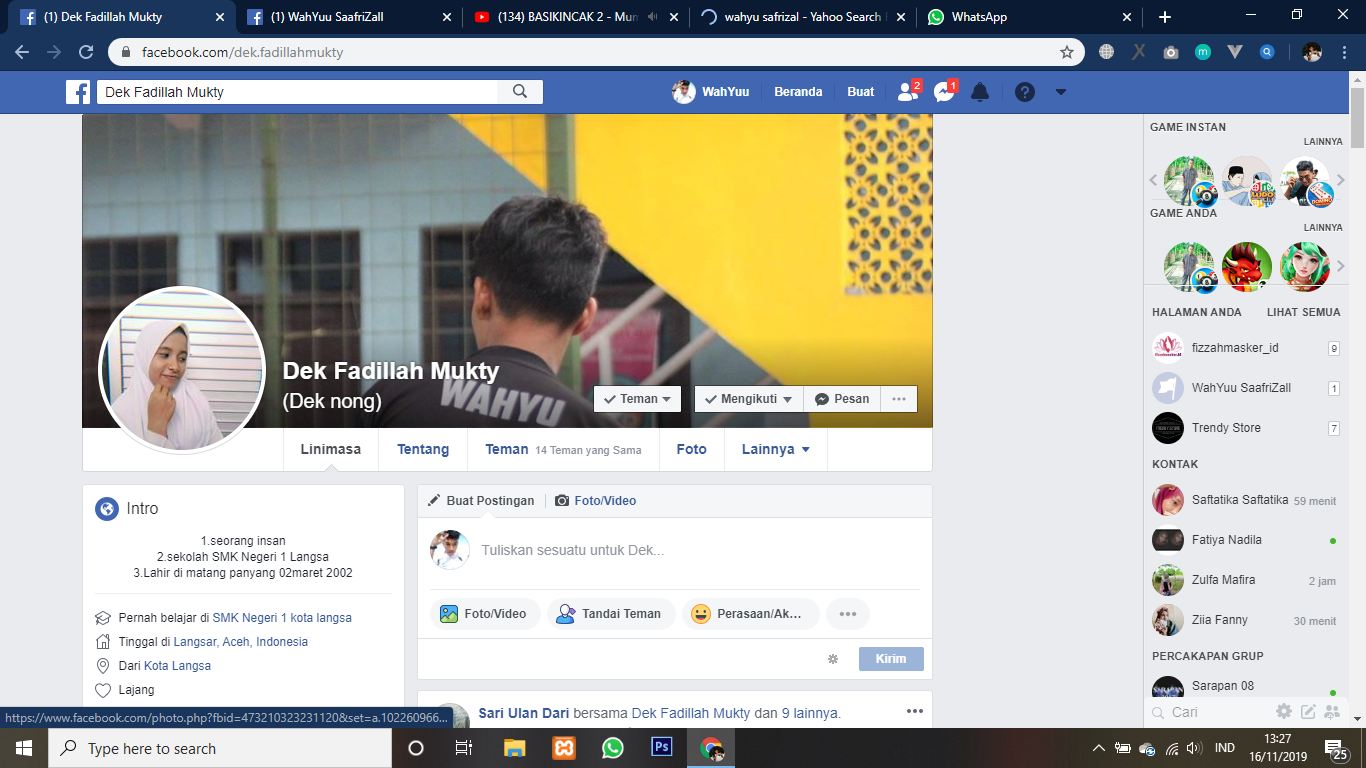 (1) Dek Fadillah Mukty
(1) WahYuu SaafriZall
(134) BASIKINCAK 2 - Mum
wahyu safrizal - Yahoo Search
WhatsApp
facebook.com/dek.fadillahmukty
Dek Fadillah Mukty
WahYuu
Beranda
Buat
2
1
WAHYU
Dek Fadillah Mukty
(Dek nong)
Teman
Mengikuti
Pesan
Linimasa
Tentang
Teman 14 Teman yang Sama
Foto
Lainnya
Intro
1.seorang insan
2.sekolah SMK Negeri 1 Langsa
3.Lahir di matang panyang 02maret 2002
Pernah belajar di SMK Negeri 1 kota langsa
Tinggal di Langsar, Aceh, Indonesia
Dari Kota Langsa
Lajang
Buat Postingan
Foto/Video
Tuliskan sesuatu untuk Dek...
Foto/Video
Tandai Teman
Perasaan/Ak...
Kirim
Sari Ulan Dari bersama Dek Fadillah Mukty dan 9 lainnya.
GAME INSTAN
LAINNYA
GAME ANDA
LAINNYA
HALAMAN ANDA LIHAT SEMUA
fizzahmasker_id 9
WahYuu SaafriZall 1
Trendy Store 7
KONTAK
Saftatika Saftatika 59 menit
Fatiya Nadila
Zulfa Mafira 2 jam
Ziia Fanny 30 menit
PERCAKAPAN GRUP
Sarapan 08
Cari
https://www.facebook.com/photo.php?fbid=473210323231120&set=a.102260966...
Type here to search
Ps
IND
13:27
16/11/2019
25